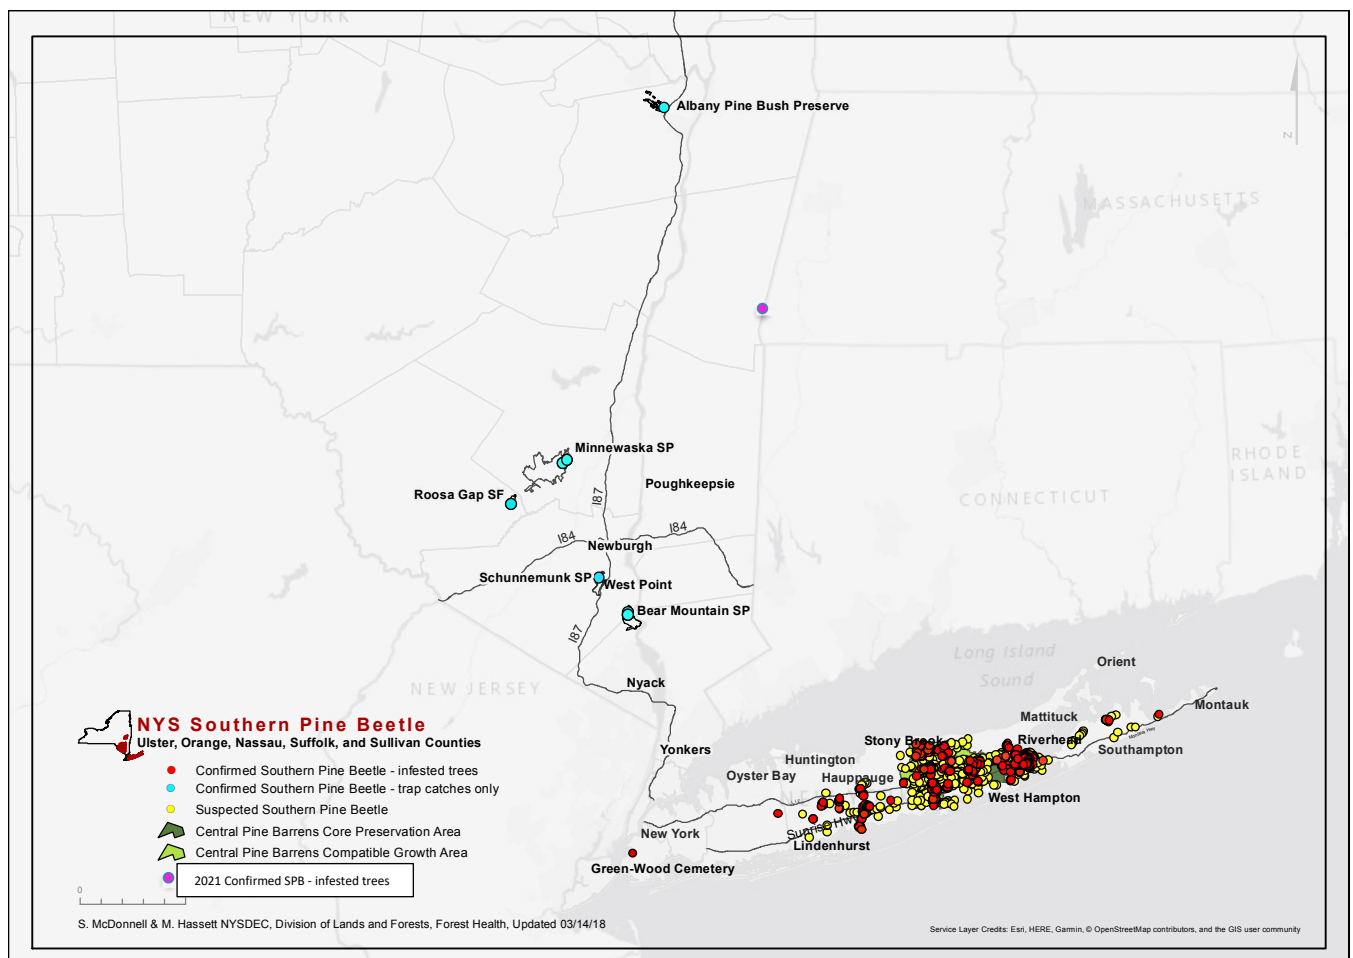 NEW YORK
Albany Pine Bush Preserve
N
MASSACHUSETTS
Minnewaska SP
RHODE
ISLAND
Roosa Gap SF
Poughkeepsie
I87
CONNECTICUT
I84
I84
Newburgh
Schunnemunk SP
West Point
Bear Mountain SP
I87
Long Island
Sound
Orient
Nyack
NEW JERSEY
Montauk
Mattituck
NYS Southern Pine Beetle
Ulster, Orange, Nassau, Suffolk, and Sullivan Counties
Stony Brook
Riverhead
Southampton
Yonkers
Huntington
Confirmed Southern Pine Beetle - infested trees
Oyster Bay
Hauppauge
Confirmed Southern Pine Beetle - trap catches only
West Hampton
Suspected Southern Pine Beetle
Central Pine Barrens Core Preservation Area
New York
Sunrise Hwy
Lindenhurst
Central Pine Barrens Compatible Growth Area
Green-Wood Cemetery
2021 Confirmed SPB - infested trees
0
S. McDonnell & M. Hassett NYSDEC, Division of Lands and Forests, Forest Health, Updated 03/14/18
Service Layer Credits: Esri, HERE, Garmin, © OpenStreetMap contributors, and the GIS user community